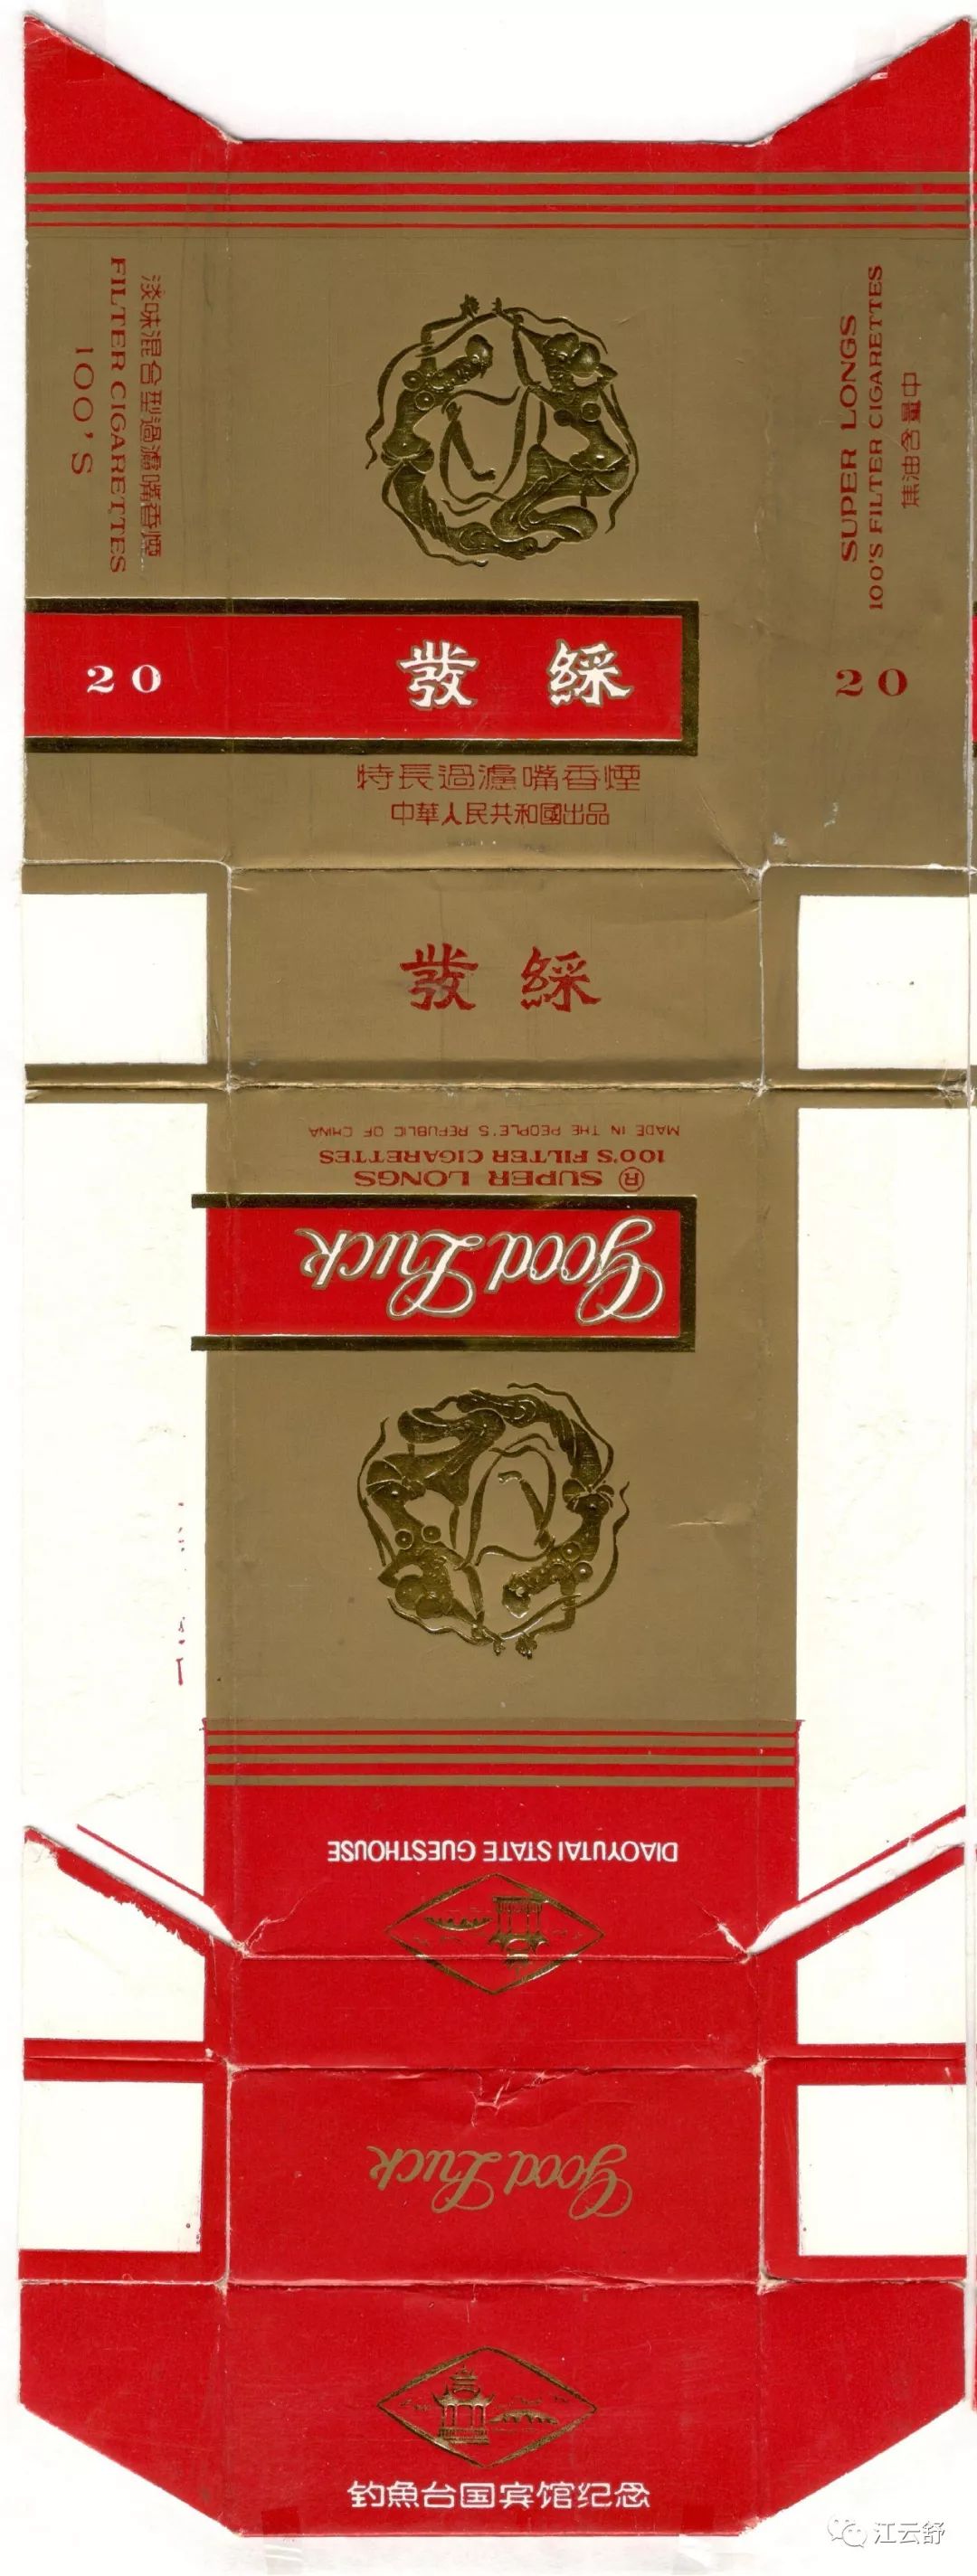 淡味混合型過濾嘴香煙
FILTER CIGARETTES
100'S
SUPER LONGS
100'S FILTER CIGARETTES
焦油含量中
20
發綵
20
特長過濾嘴香煙
中華人民共和國出品
發綵
Good Luck
® SUPER LONGS
100'S FILTER CIGARETTES
MADE IN THE PEOPLE'S REPUBLIC OF CHINA
DIAOYUTAI STATE GUESTHOUSE
Good Luck
钓魚台国宾馆纪念
江云舒